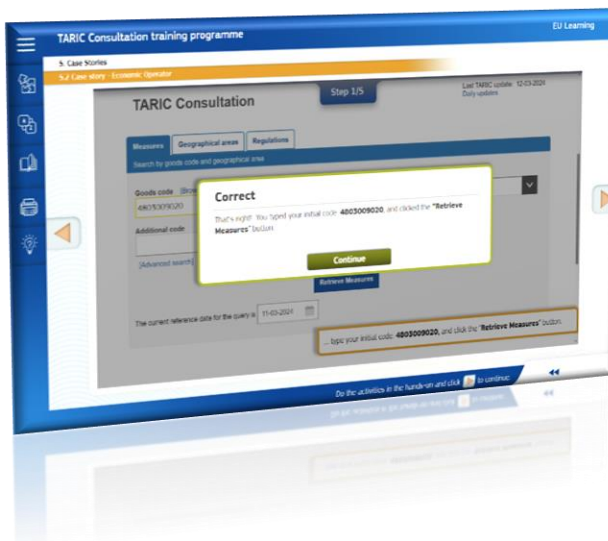 EU Learning
TARIC Consultation training programme
5. Case Stories
5.2 Case story - Economic Operator
TARIC Consultation
Step 1/5
Last TARIC update: 12-03-2024
Daily updates
Measures
Geographical areas
Regulations
Search by goods code and geographical area
Goods code
4803009020
Additional code
[Advanced search]
Correct
That's right! You typed your initial code 4803009020, and clicked the "Retrieve
Measures" button.
Continue
Retrieve Measures
The current reference date for the query is
11-03-2024
... type your initial code 4803009020, and click the "Retrieve Measures" button.
Do the activities in the hands-on and click to continue